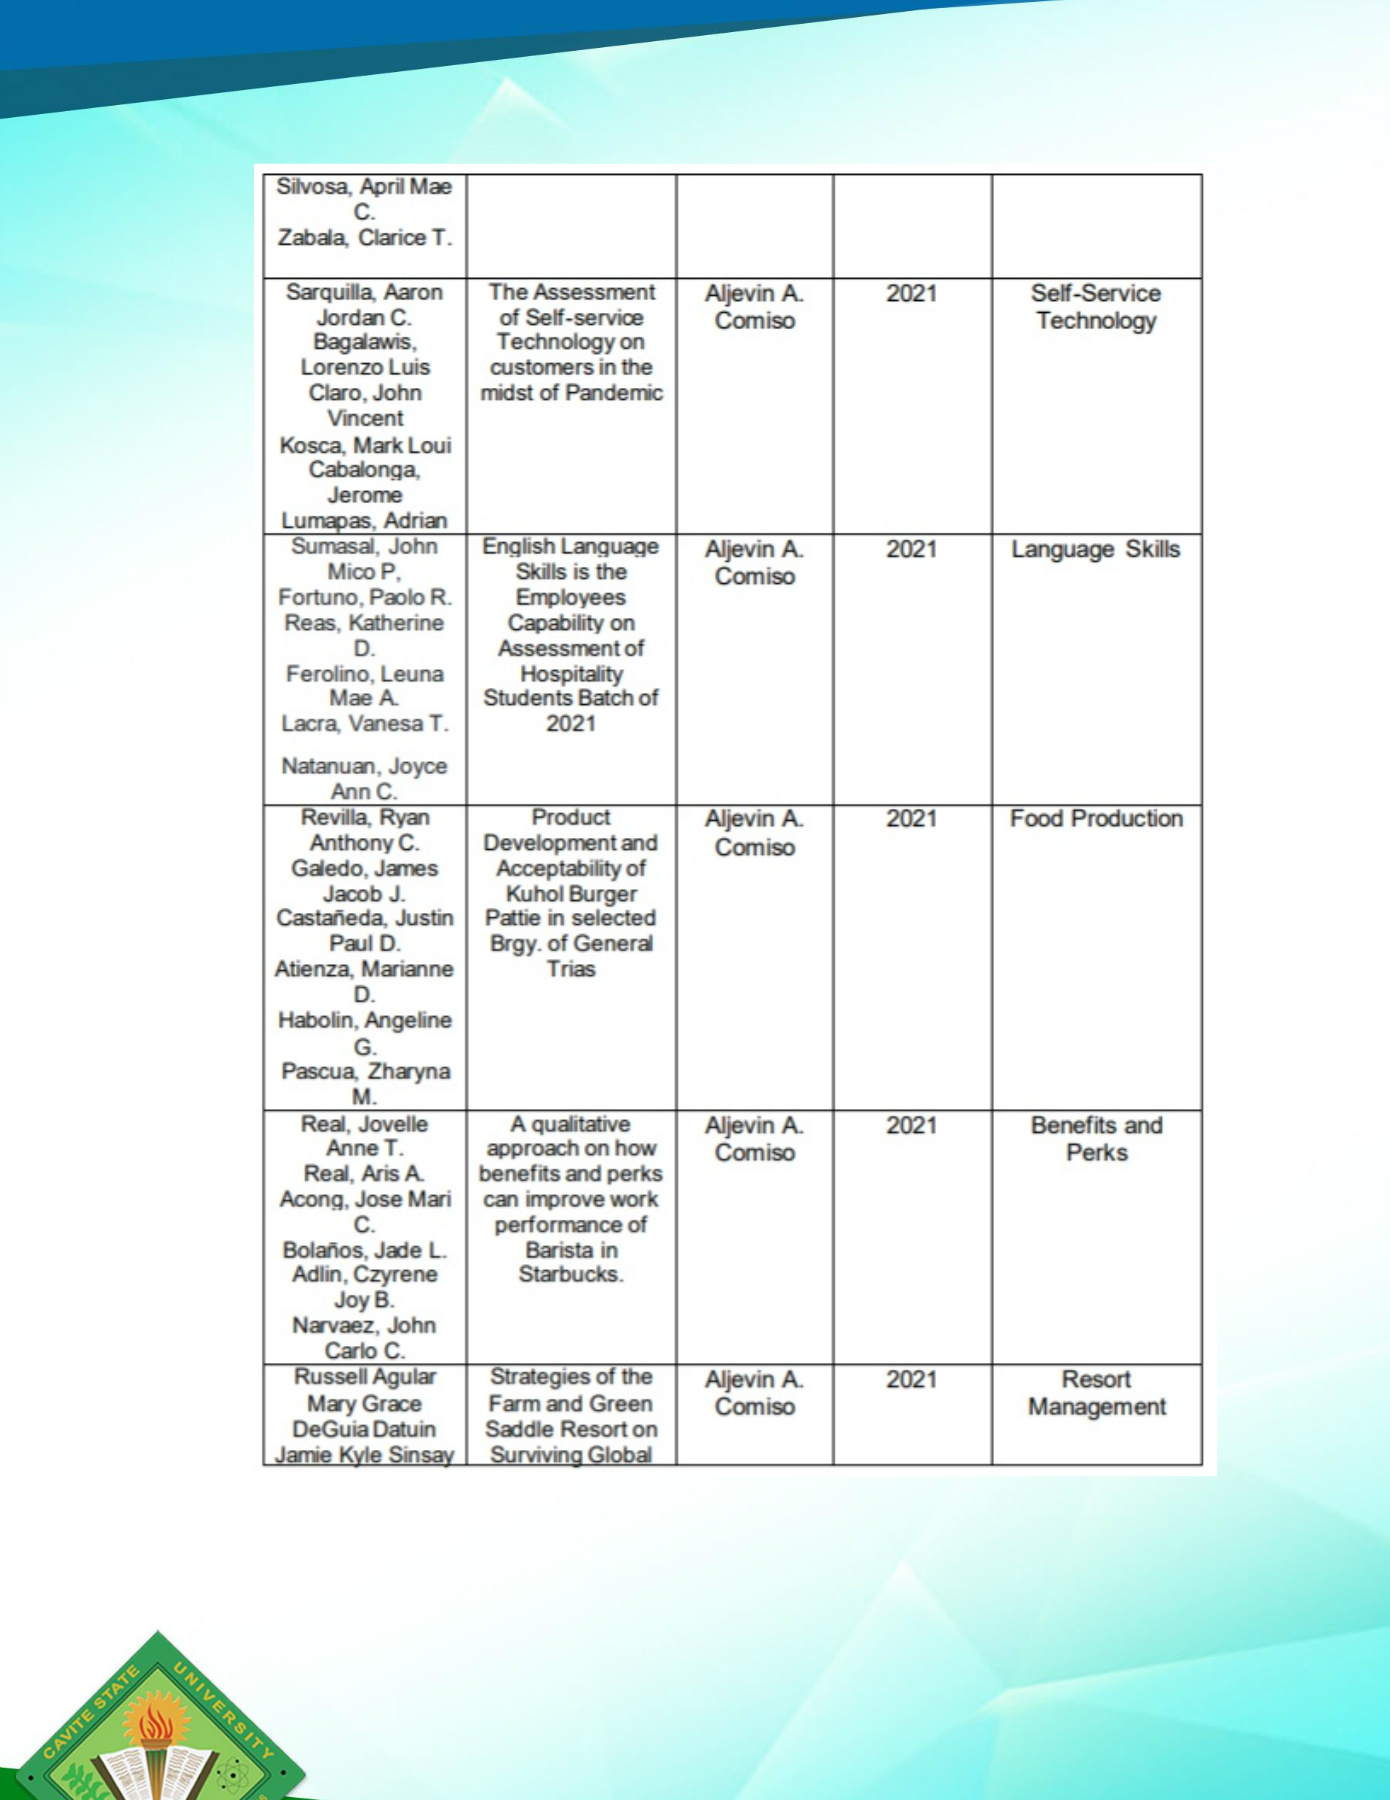 Silvosa, April Mae
C.
Zabala, Clarice T.
Sarquilla, Aaron
Jordan C.
Bagalawis,
Lorenzo Luis
Claro, John
Vincent
Kosca, Mark Loui
Cabalonga,
Jerome
Lumapas, Adrian
The Assessment
of Self-service
Technology on
customers in the
midst of Pandemic
Aljevin A.
Comiso
2021
Self-Service
Technology
Sumasal, John
Mico P,
Fortuno, Paolo R.
Reas, Katherine
D.
Ferolino, Leuna
Mae A.
Lacra, Vanesa T.
Natanuan, Joyce
Ann C.
English Language
Skills is the
Employees
Capability on
Assessment of
Hospitality
Students Batch of
2021
Aljevin A.
Comiso
2021
Language Skills
Revilla, Ryan
Anthony C.
Galedo, James
Jacob J.
Castañeda, Justin
Paul D.
Atienza, Marianne
D.
Habolin, Angeline
G.
Pascua, Zharyna
M.
Product
Development and
Acceptability of
Kuhol Burger
Pattie in selected
Brgy. of General
Trias
Aljevin A.
Comiso
2021
Food Production
Real, Jovelle
Anne T.
Real, Aris A.
Acong, Jose Mari
C.
Bolaños, Jade L.
Adlin, Czyrene
Joy B.
Narvaez, John
Carlo C.
A qualitative
approach on how
benefits and perks
can improve work
performance of
Barista in
Starbucks.
Aljevin A.
Comiso
2021
Benefits and
Perks
Russell Agular
Mary Grace
DeGuia Datuin
Jamie Kyle Sinsay
Strategies of the
Farm and Green
Saddle Resort on
Surviving Global
Aljevin A.
Comiso
2021
Resort
Management
CAVITE STATE UNIVERSITY